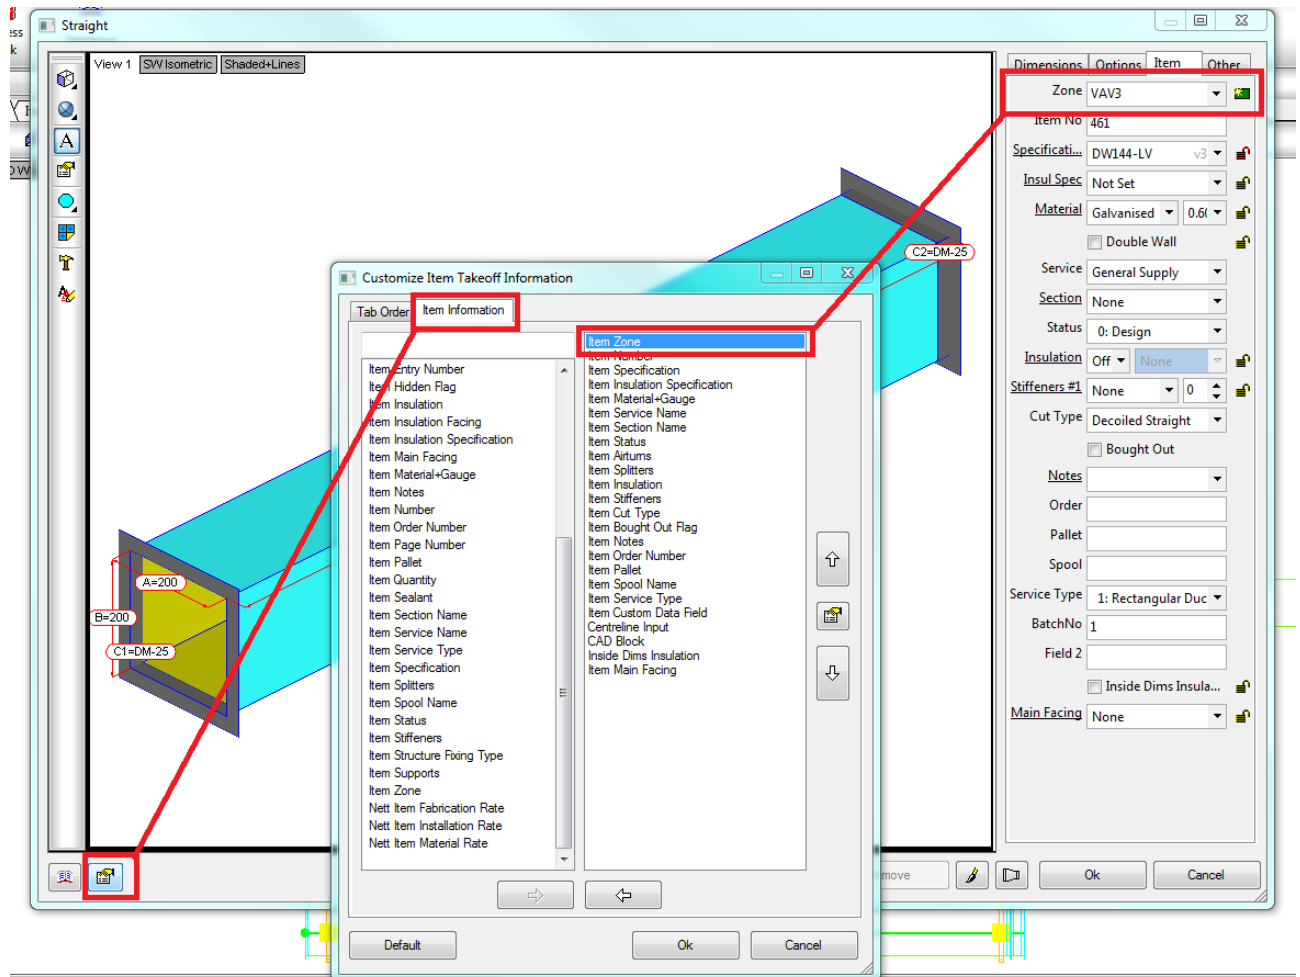 ss
k
Straight
View 1 SW Isometric Shaded+Lines
Dimensions Options Item Other
Zone VAV3
Item No 461
Specificati... DW144-LV v3
Insul Spec Not Set
Material Galvanised 0.6(
Double Wall
Service General Supply
Section None
Status 0: Design
Insulation Off None
Stiffeners #1 None 0
Cut Type Decoiled Straight
Bought Out
Notes
Order
Pallet
Spool
Service Type 1: Rectangular Duc
BatchNo 1
Field 2
Inside Dims Insula...
Main Facing None
C2=DM-25
A=200
B=200
C1=DM-25
Customize Item Takeoff Information
Tab Order Item Information
Item Entry Number
Item Hidden Flag
Item Insulation
Item Insulation Facing
Item Insulation Specification
Item Main Facing
Item Material+Gauge
Item Notes
Item Number
Item Order Number
Item Page Number
Item Pallet
Item Quantity
Item Sealant
Item Section Name
Item Service Name
Item Service Type
Item Specification
Item Splitters
Item Spool Name
Item Status
Item Stiffeners
Item Structure Fixing Type
Item Supports
Item Zone
Nett Item Fabrication Rate
Nett Item Installation Rate
Nett Item Material Rate
Item Zone
Item Number
Item Specification
Item Insulation Specification
Item Material+Gauge
Item Service Name
Item Section Name
Item Status
Item Airturns
Item Splitters
Item Insulation
Item Stiffeners
Item Cut Type
Item Bought Out Flag
Item Notes
Item Order Number
Item Pallet
Item Spool Name
Item Service Type
Item Custom Data Field
Centreline Input
CAD Block
Inside Dims Insulation
Item Main Facing
Default Ok Cancel
move Ok Cancel